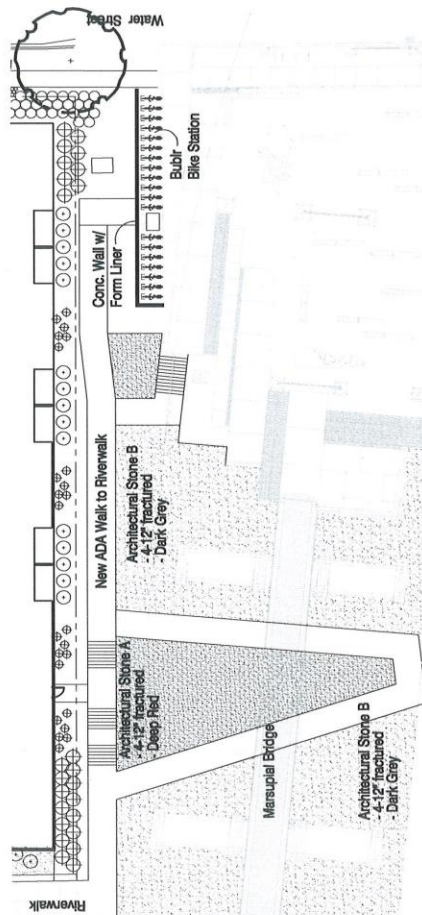 Water Street
Bublr
Bike Station
Conc. Wall w/
Form Liner
New ADA Walk to Riverwalk
Architectural Stone B
- 4-12" fractured
- Dark Grey
Architectural Stone A
- 4-12" fractured
- Deep Red
Marsupial Bridge
Architectural Stone B
- 4-12" fractured
- Dark Grey
Riverwalk